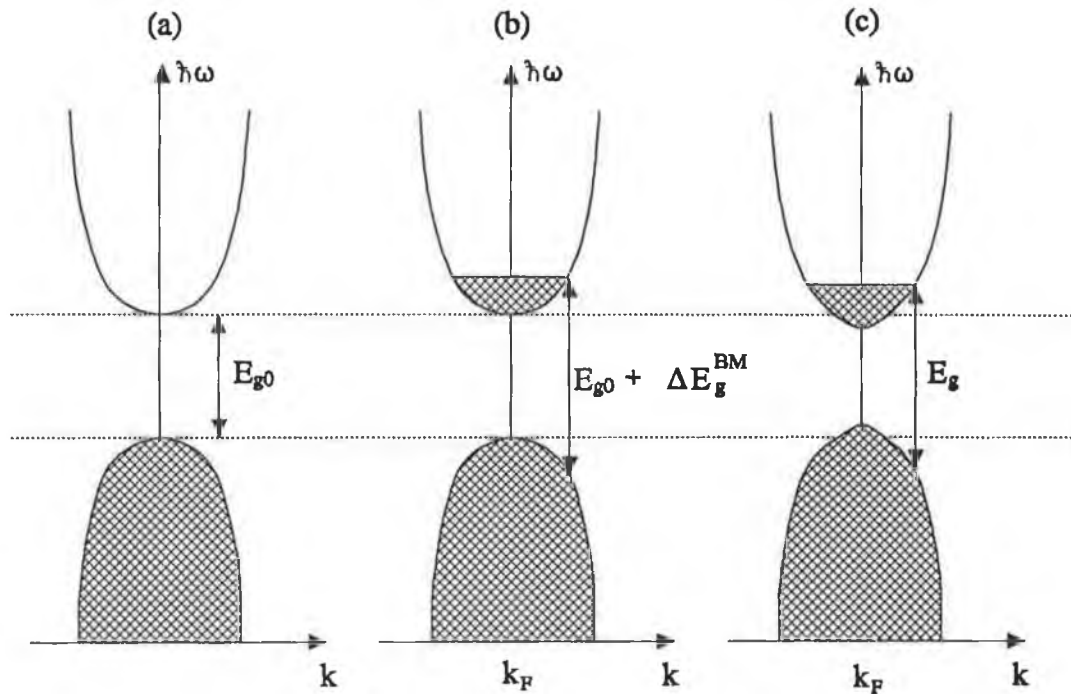 (a) (b) (c)
ħω ħω ħω
E_g0 E_g0 + ΔE_g^BM E_g
k k_F k k_F k